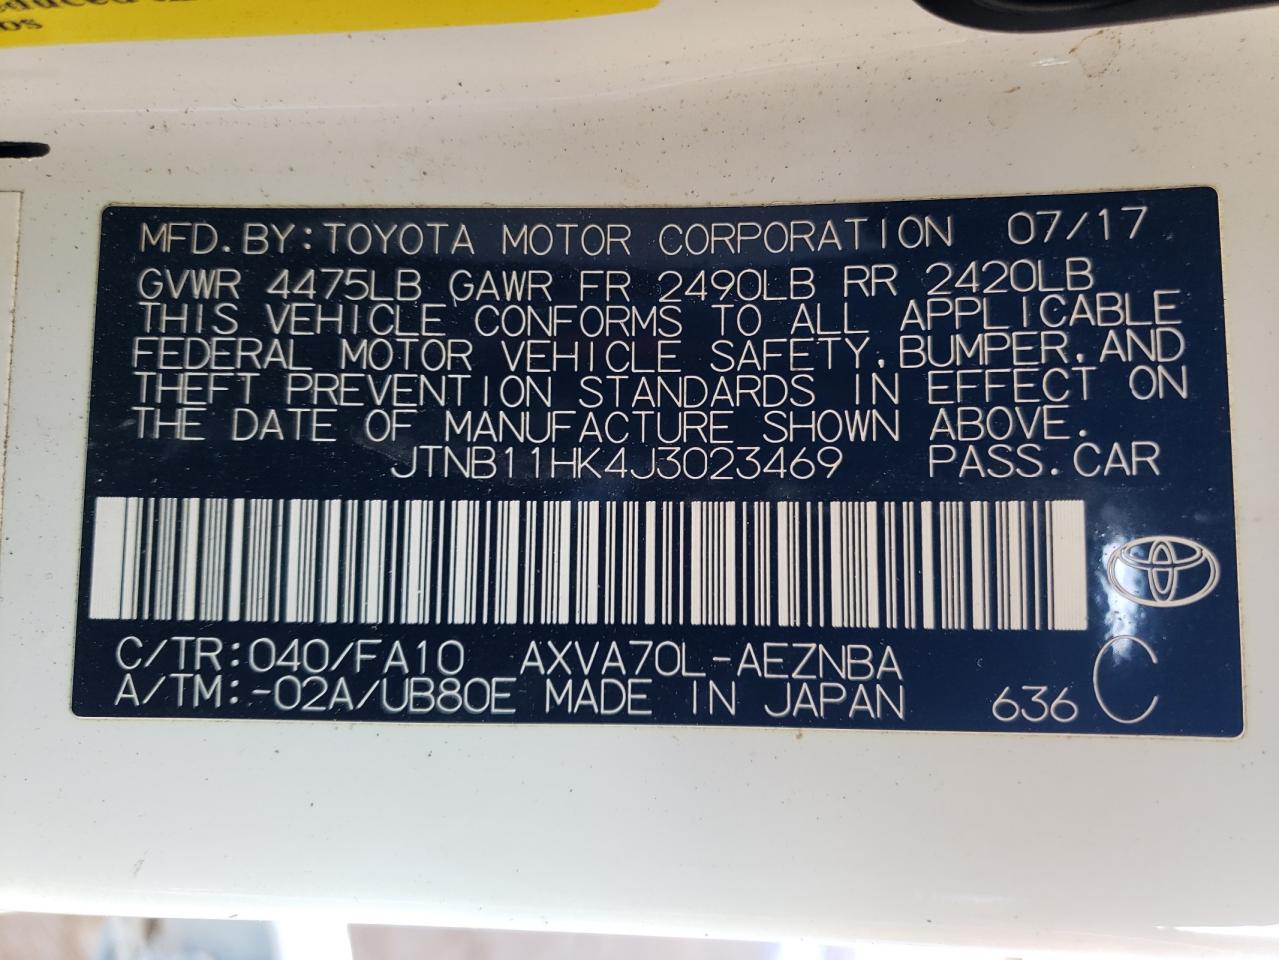 os
MFD.BY:TOYOTA MOTOR CORPORATION 07/17
GVWR 4475LB GAWR FR 2490LB RR 2420LB
THIS VEHICLE CONFORMS TO ALL APPLICABLE
FEDERAL MOTOR VEHICLE SAFETY,BUMPER,AND
THEFT PREVENTION STANDARDS IN EFFECT ON
THE DATE OF MANUFACTURE SHOWN ABOVE.
JTNB11HK4J3023469 PASS.CAR
C/TR:040/FA10 AXVA70L-AEZNBA
A/TM:-02A/UB80E MADE IN JAPAN 636 C